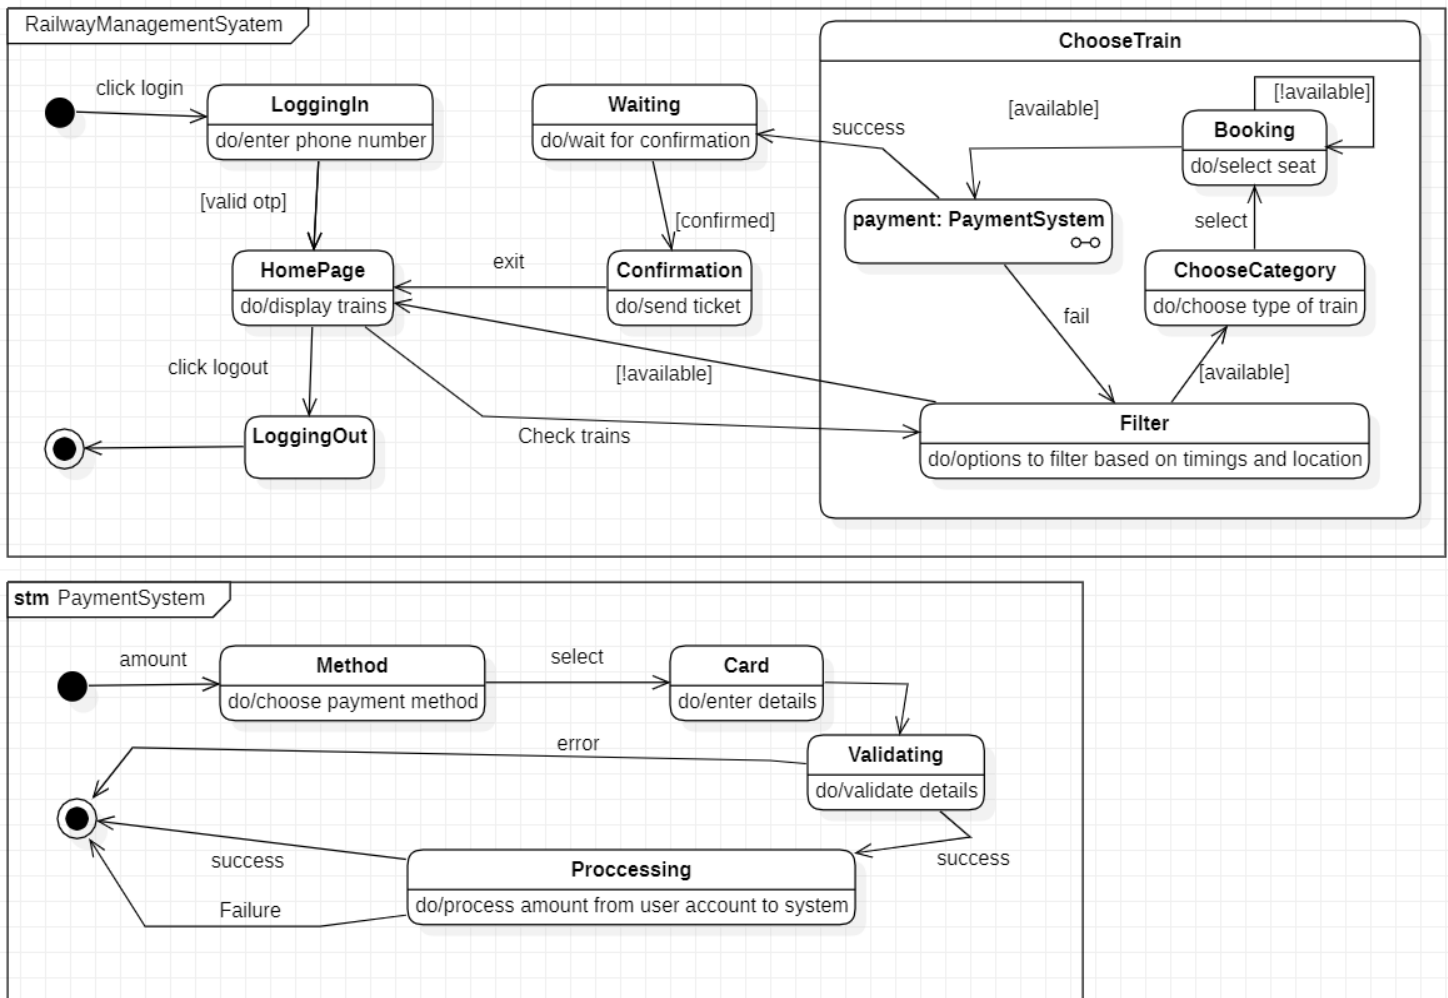 RailwayManagementSyatem
ChooseTrain
click login
LoggingIn
do/enter phone number
Waiting
do/wait for confirmation
success
[available]
[!available]
Booking
do/select seat
[valid otp]
[confirmed]
payment: PaymentSystem
select
HomePage
do/display trains
exit
Confirmation
do/send ticket
ChooseCategory
do/choose type of train
fail
click logout
[!available]
[available]
LoggingOut
Check trains
Filter
do/options to filter based on timings and location
stm PaymentSystem
amount
Method
do/choose payment method
select
Card
do/enter details
error
Validating
do/validate details
success
success
Proccessing
do/process amount from user account to system
Failure